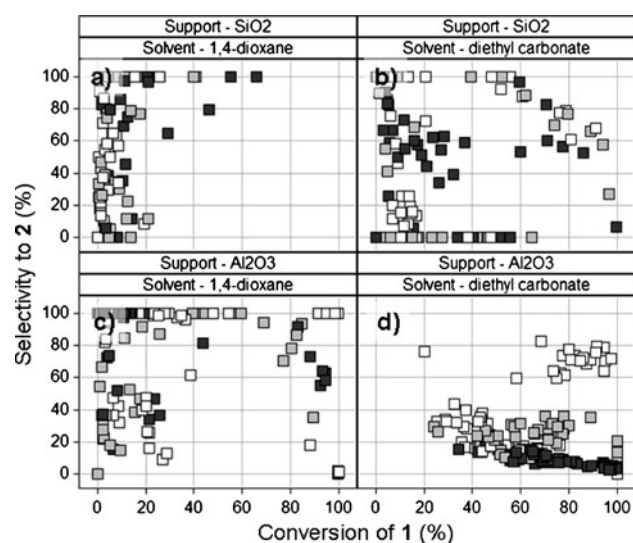 Support - SiO2 Support - SiO2
Solvent - 1,4-dioxane Solvent - diethyl carbonate
100 a) b)
80
60
40
20
0
Support - Al2O3 Support - Al2O3
Solvent - 1,4-dioxane Solvent - diethyl carbonate
100 c) d)
80
60
40
20
0
0 20 40 60 80 100 0 20 40 60 80 100
Selectivity to 2 (%)
Conversion of 1 (%)